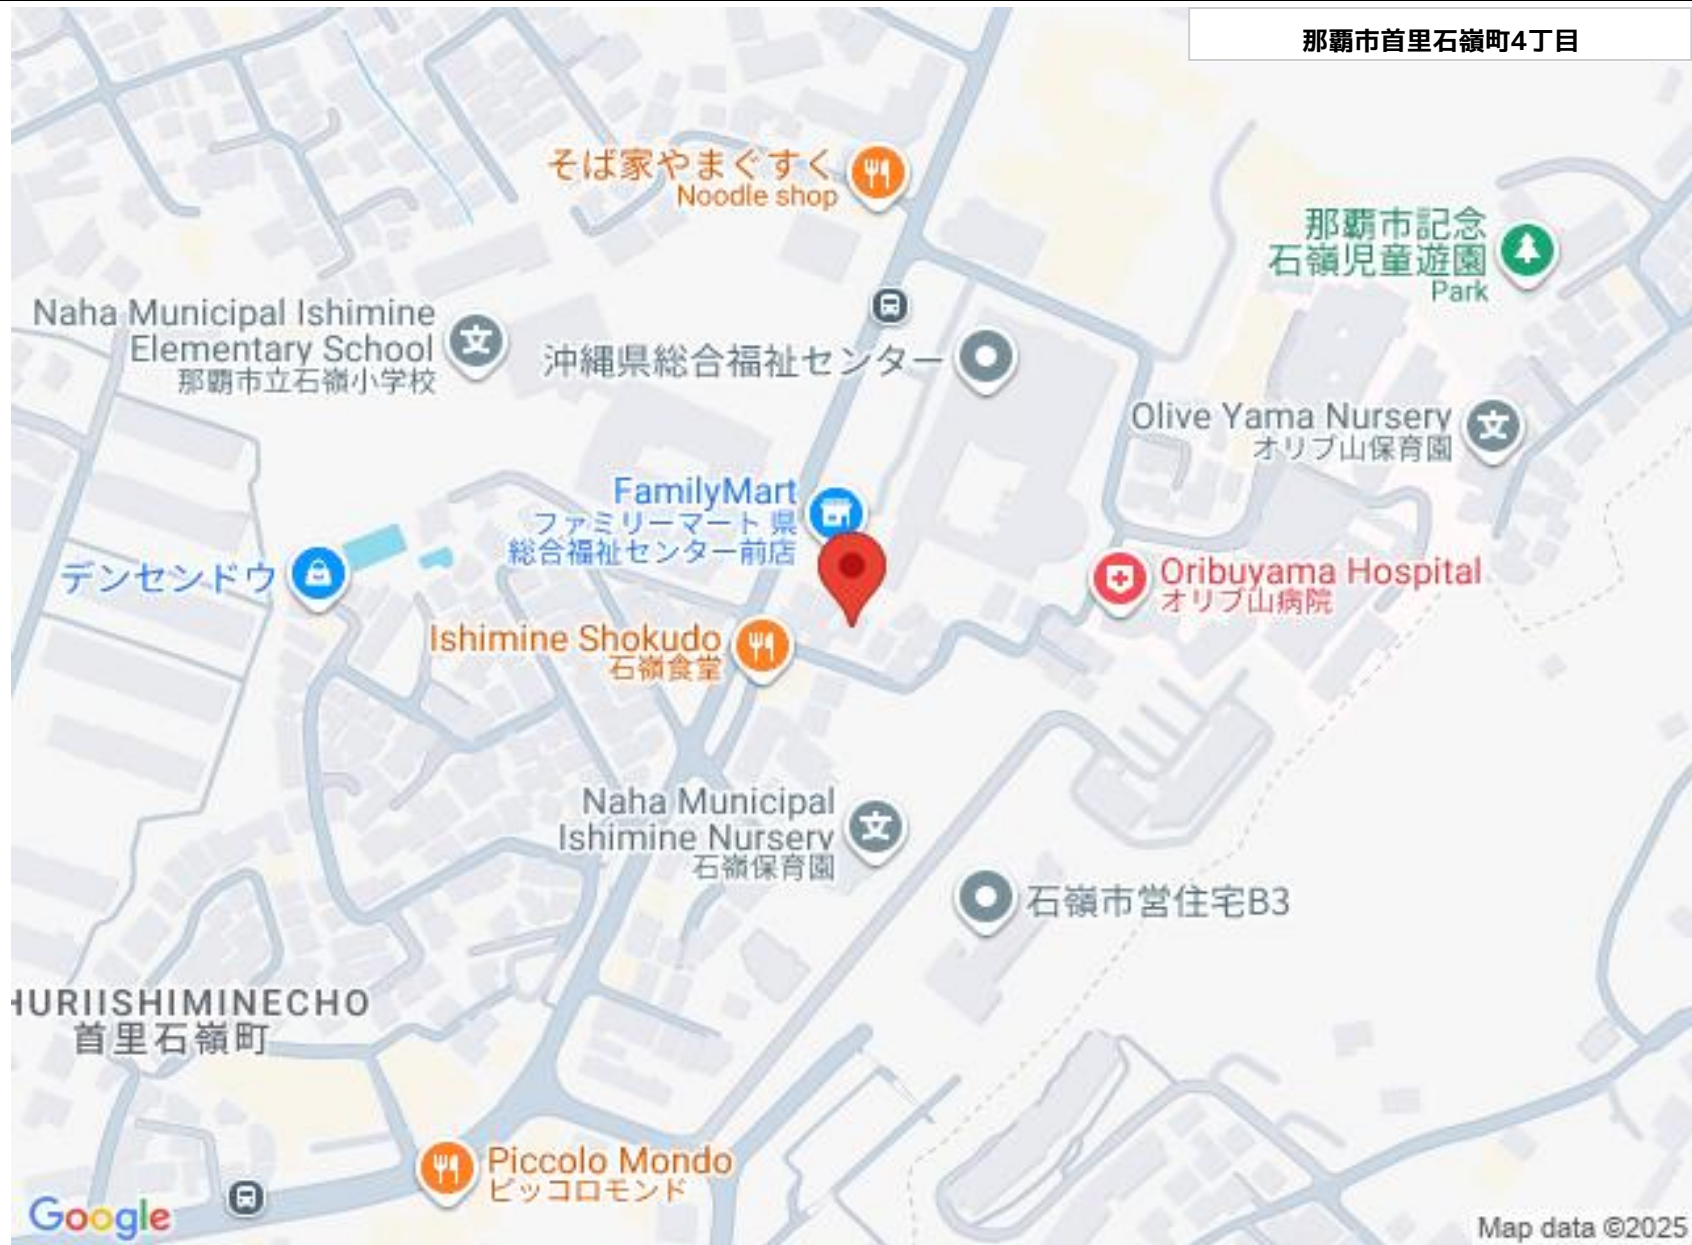 那覇市首里石嶺町4丁目
そば家やまぐすく
Noodle shop
那覇市記念
石嶺児童遊園
Park
Naha Municipal Ishimine
Elementary School
那覇市立石嶺小学校
沖縄県総合福祉センター
Olive Yama Nursery
オリブ山保育園
FamilyMart
ファミリーマート 県
総合福祉センター前店
デンセンドウ
Oribuyama Hospital
オリブ山病院
Ishimine Shokudo
石嶺食堂
Naha Municipal
Ishimine Nursery
石嶺保育園
石嶺市営住宅B3
HURIISHIMINECHO
首里石嶺町
Piccolo Mondo
ピッコロモンド
Google
Map data ©2025